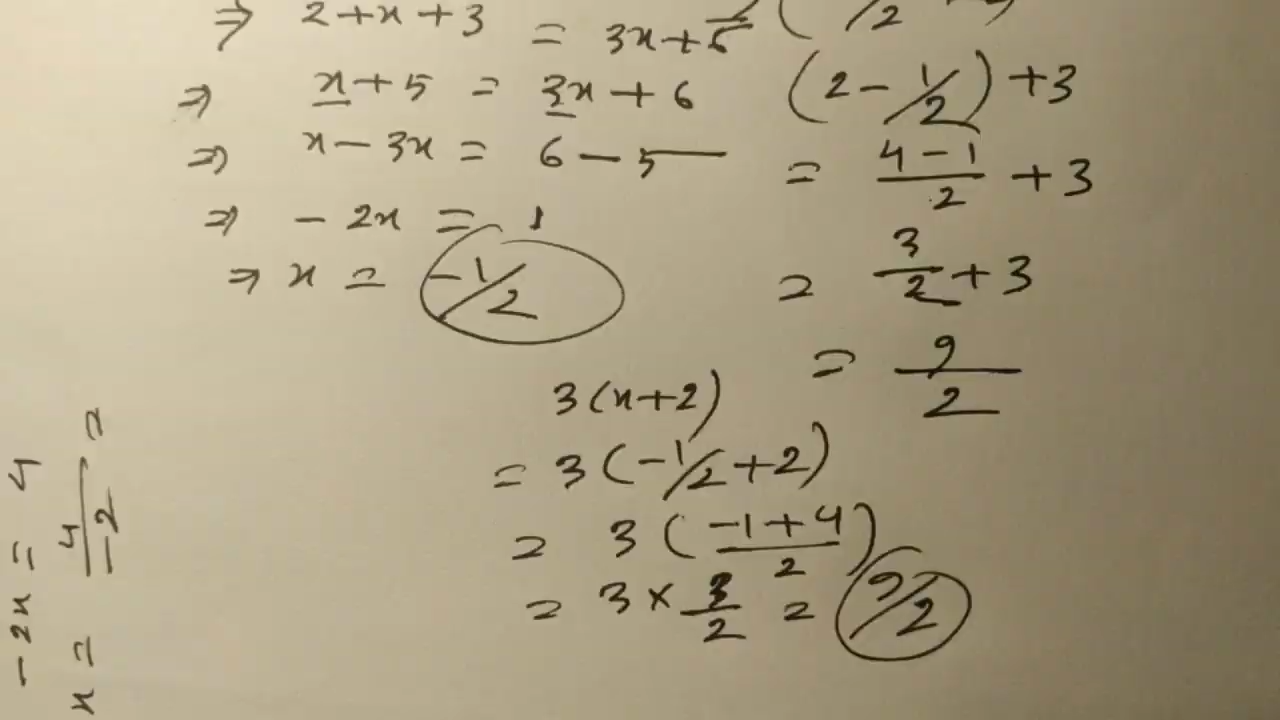 ⇒ 2+x+3 = 3x+6
⇒ x+5 = 3x+6
⇒ x-3x = 6-5
⇒ -2x = 1
⇒ x = -1/2
(2-1/2)+3
= (4-1)/2 +3
= 3/2 +3
= 9/2
3(x+2)
= 3(-1/2+2)
= 3((-1+4)/2)
= 3 × 3/2 = 9/2
-2x = 4
x = 4/-2 =